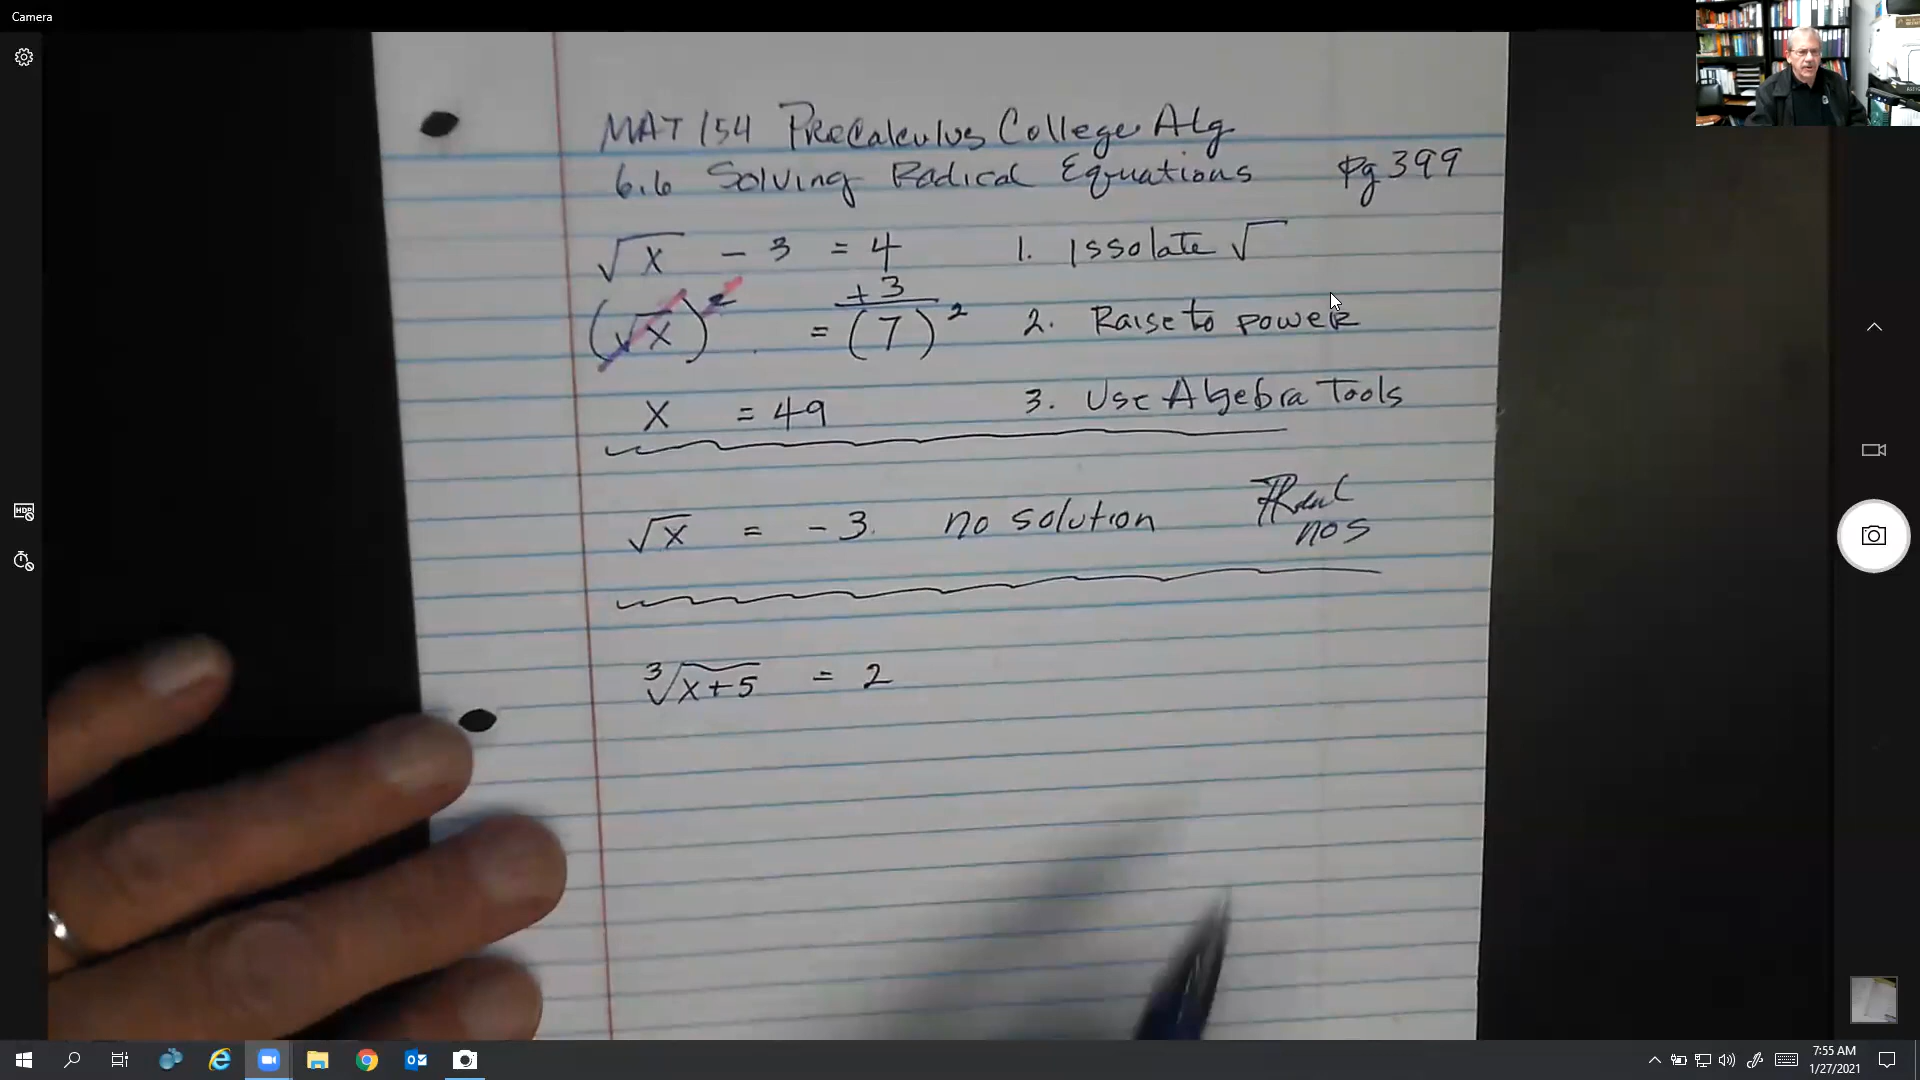 Camera
MAT 154 Precalculus College Alg
6.6 Solving Radical Equations pg 399
√x - 3 = 4 1. Issolate √
+3
(√x)² = (7)² 2. Raise to power
x = 49 3. Use Algebra Tools
√x = -3. no solution Real
nos
³√x+5 = 2
7:55 AM
1/27/2021